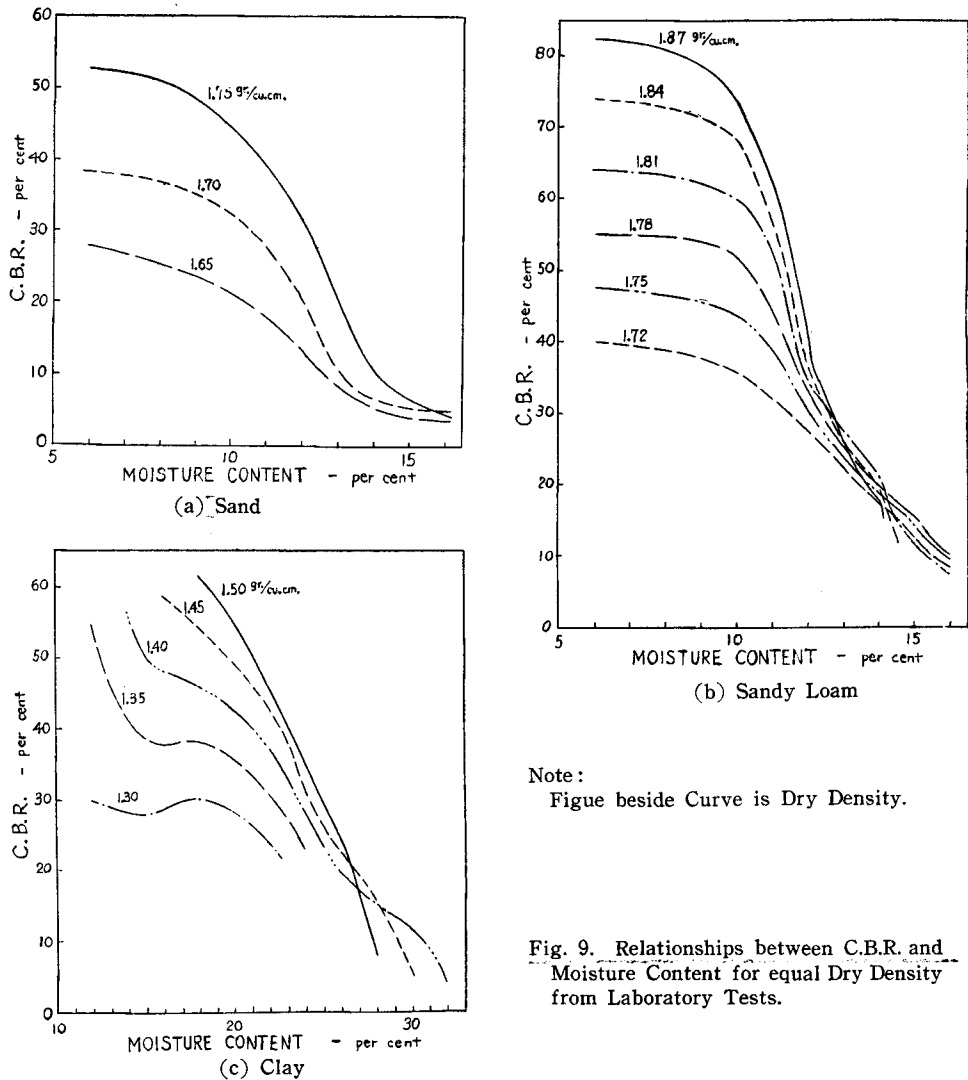 60
50
40
30
20
10
0
C.B.R. - per cent
1.75 gr/cu.cm.
1.70
1.65
5
10
15
MOISTURE CONTENT - per cent
(a) Sand
80
70
60
50
40
30
20
10
0
C.B.R. - per cent
1.87 gr/cu.cm.
1.84
1.81
1.78
1.75
1.72
5
10
15
MOISTURE CONTENT - per cent
(b) Sandy Loam
60
50
40
30
20
10
0
C.B.R. - per cent
1.50 gr/cu.cm.
1.45
1.40
1.35
1.30
10
20
30
MOISTURE CONTENT - per cent
(c) Clay
Note:
Figue beside Curve is Dry Density.
Fig. 9. Relationships between C.B.R. and
Moisture Content for equal Dry Density
from Laboratory Tests.